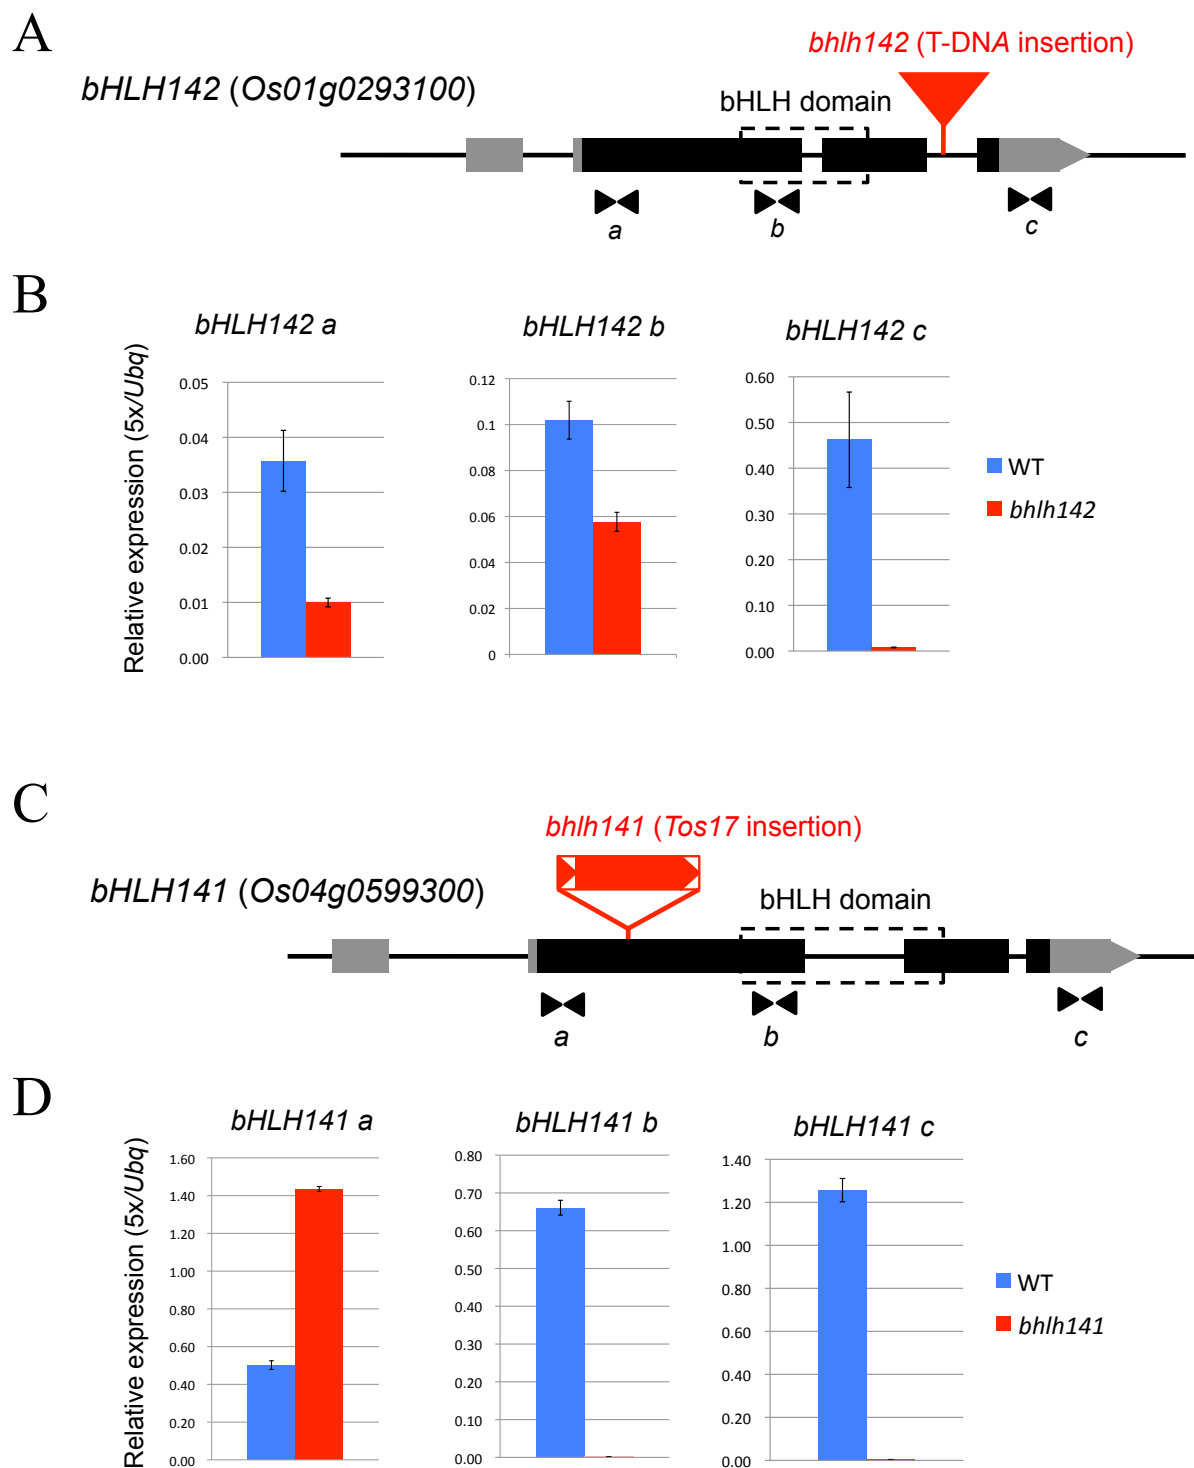 A
bhlh142 (T-DNA insertion)
bHLH142 (Os01g0293100)
bHLH domain
a
b
c
B
bHLH142 a
bHLH142 b
bHLH142 c
Relative expression (5x/Ubq)
0.05
0.04
0.03
0.02
0.01
0.00
0.12
0.1
0.08
0.06
0.04
0.02
0
0.60
0.50
0.40
0.30
0.20
0.10
0.00
WT
bhlh142
C
bhlh141 (Tos17 insertion)
bHLH141 (Os04g0599300)
bHLH domain
a
b
c
D
bHLH141 a
bHLH141 b
bHLH141 c
Relative expression (5x/Ubq)
1.60
1.40
1.20
1.00
0.80
0.60
0.40
0.20
0.00
0.80
0.70
0.60
0.50
0.40
0.30
0.20
0.10
0.00
1.40
1.20
1.00
0.80
0.60
0.40
0.20
0.00
WT
bhlh141